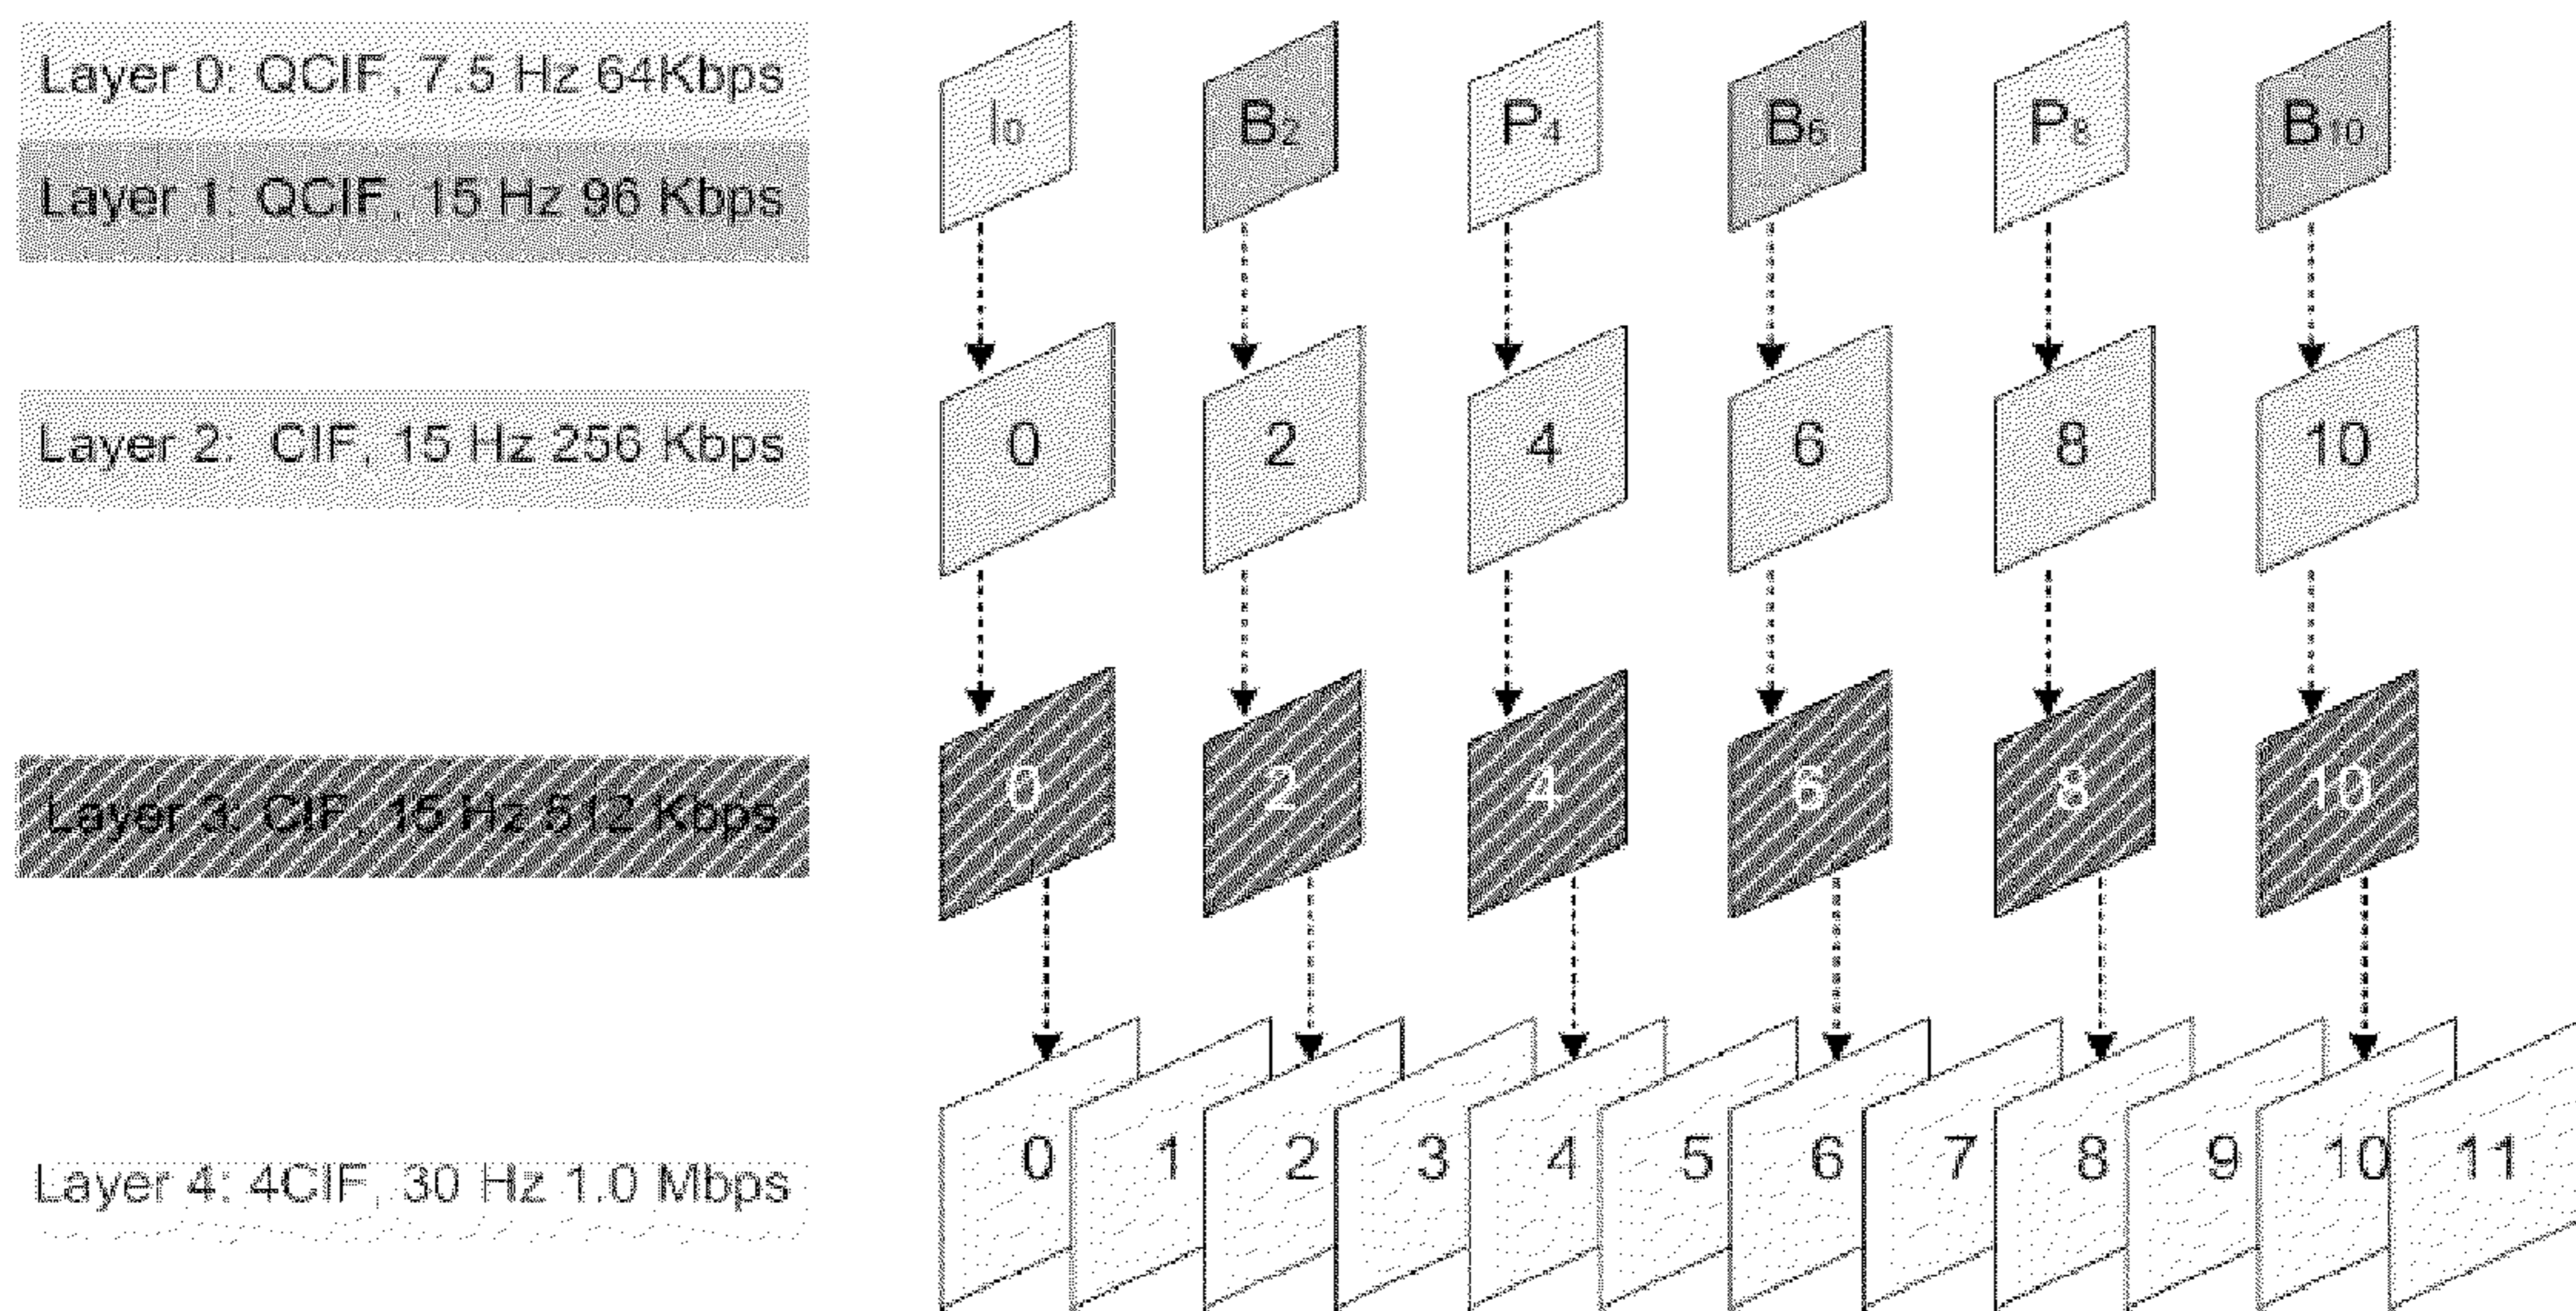 Layer 0: QCIF, 7.5 Hz 64Kbps
I0 B2 P4 B6 P8 B10
Layer 1: QCIF, 15 Hz 96 Kbps
Layer 2: CIF, 15 Hz 256 Kbps
0 2 4 6 8 10
Layer 3: CIF, 15 Hz 512 Kbps
0 2 4 6 8 10
Layer 4: 4CIF, 30 Hz 1.0 Mbps
0 1 2 3 4 5 6 7 8 9 10 11